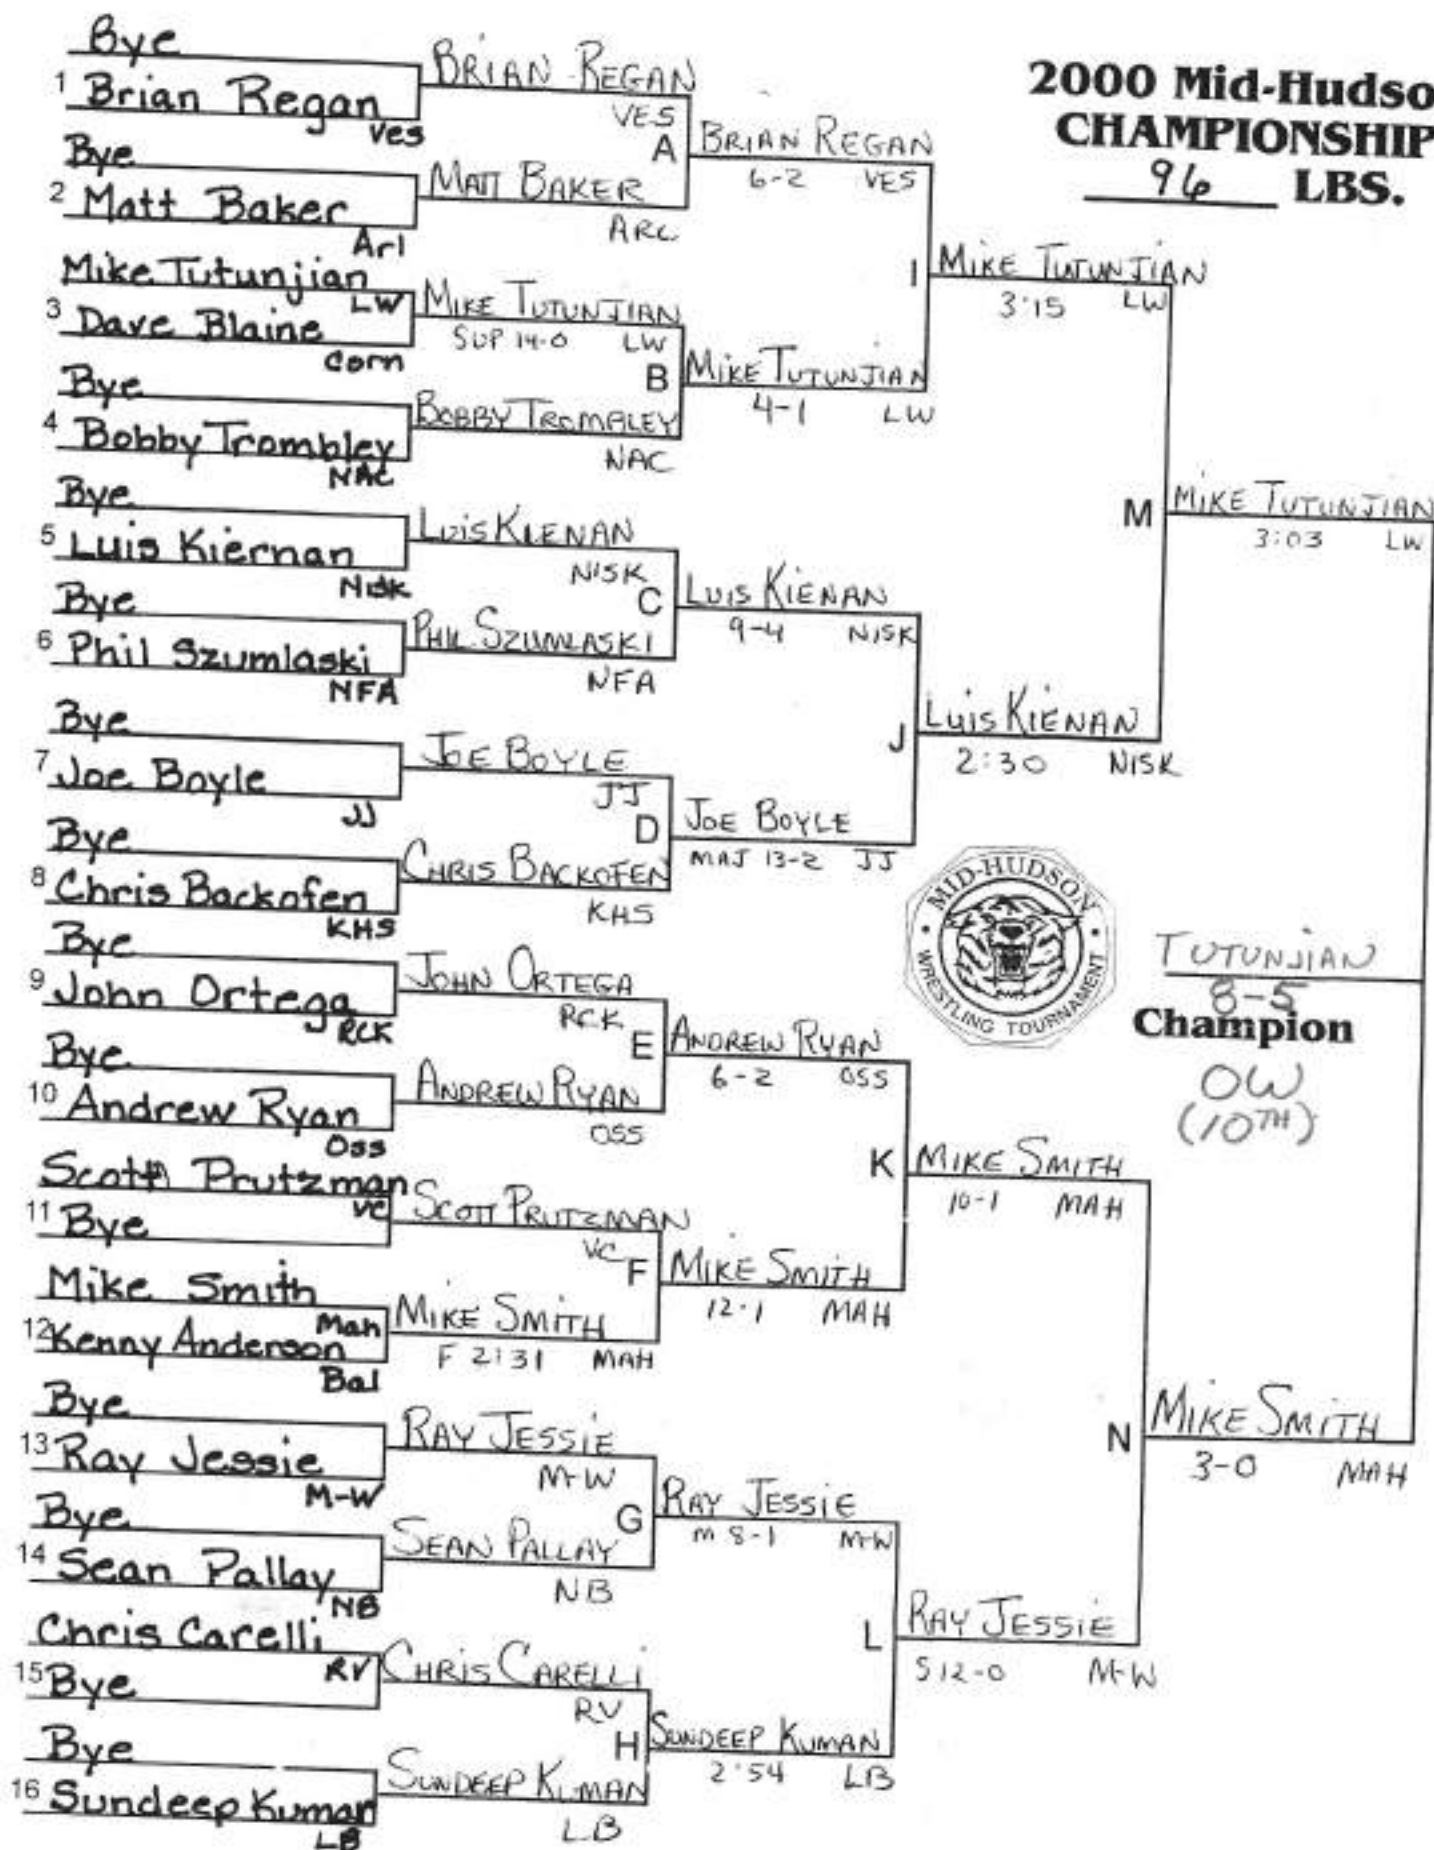 2000 Mid-Hudso
CHAMPIONSHIP
96 LBS.
Bye
1 Brian Regan
Ves
Bye
2 Matt Baker
Arl
Mike Tutunjian
LW
3 Dave Blaine
Corn
Bye
4 Bobby Trombley
NAC
Bye
5 Luis Kiernan
Nisk
Bye
6 Phil Szumlaski
NFA
Bye
7 Joe Boyle
JJ
Bye
8 Chris Backofen
KHS
Bye
9 John Ortega
RCK
Bye
10 Andrew Ryan
Oss
Scott Prutzman
VC
11 Bye
Mike Smith
Mah
12 Kenny Anderson
Bal
Bye
13 Ray Jessie
M-W
Bye
14 Sean Pallay
NB
Chris Carelli
RV
15 Bye
Bye
16 Sundeep Kuman
LB
BRIAN REGAN
VES
A
MATT BAKER
ARL
MIKE TUTUNJIAN
SUP 14-0 LW
B
BOBBY TROMBLEY
NAC
LUIS KIENAN
NISK
C
PHIL SZUMLASKI
NFA
JOE BOYLE
JJ
D
CHRIS BACKOFEN
KHS
JOHN ORTEGA
RCK
E
ANDREW RYAN
OSS
SCOTT PRUTZMAN
VC
F
MIKE SMITH
F 2:31 MAH
RAY JESSIE
M-W
G
SEAN PALLAY
NB
CHRIS CARELLI
RV
H
SUNDEEP KUMAN
LB
BRIAN REGAN
6-2 VES
I
MIKE TUTUNJIAN
4-1 LW
LUIS KIENAN
9-4 NISK
J
JOE BOYLE
MAJ 13-2 JJ
ANDREW RYAN
6-2 OSS
K
MIKE SMITH
12-1 MAH
RAY JESSIE
M 8-1 M-W
L
SUNDEEP KUMAN
2:54 LB
MIKE TUTUNJIAN
3:15 LW
M
LUIS KIENAN
2:30 NISK
MIKE SMITH
10-1 MAH
N
RAY JESSIE
S 12-0 M-W
MIKE TUTUNJIAN
3:03 LW
MIKE SMITH
3-0 MAH
MID-HUDSON
WRESTLING TOURNAMENT
TUTUNJIAN
8-5
Champion
OW
(10TH)